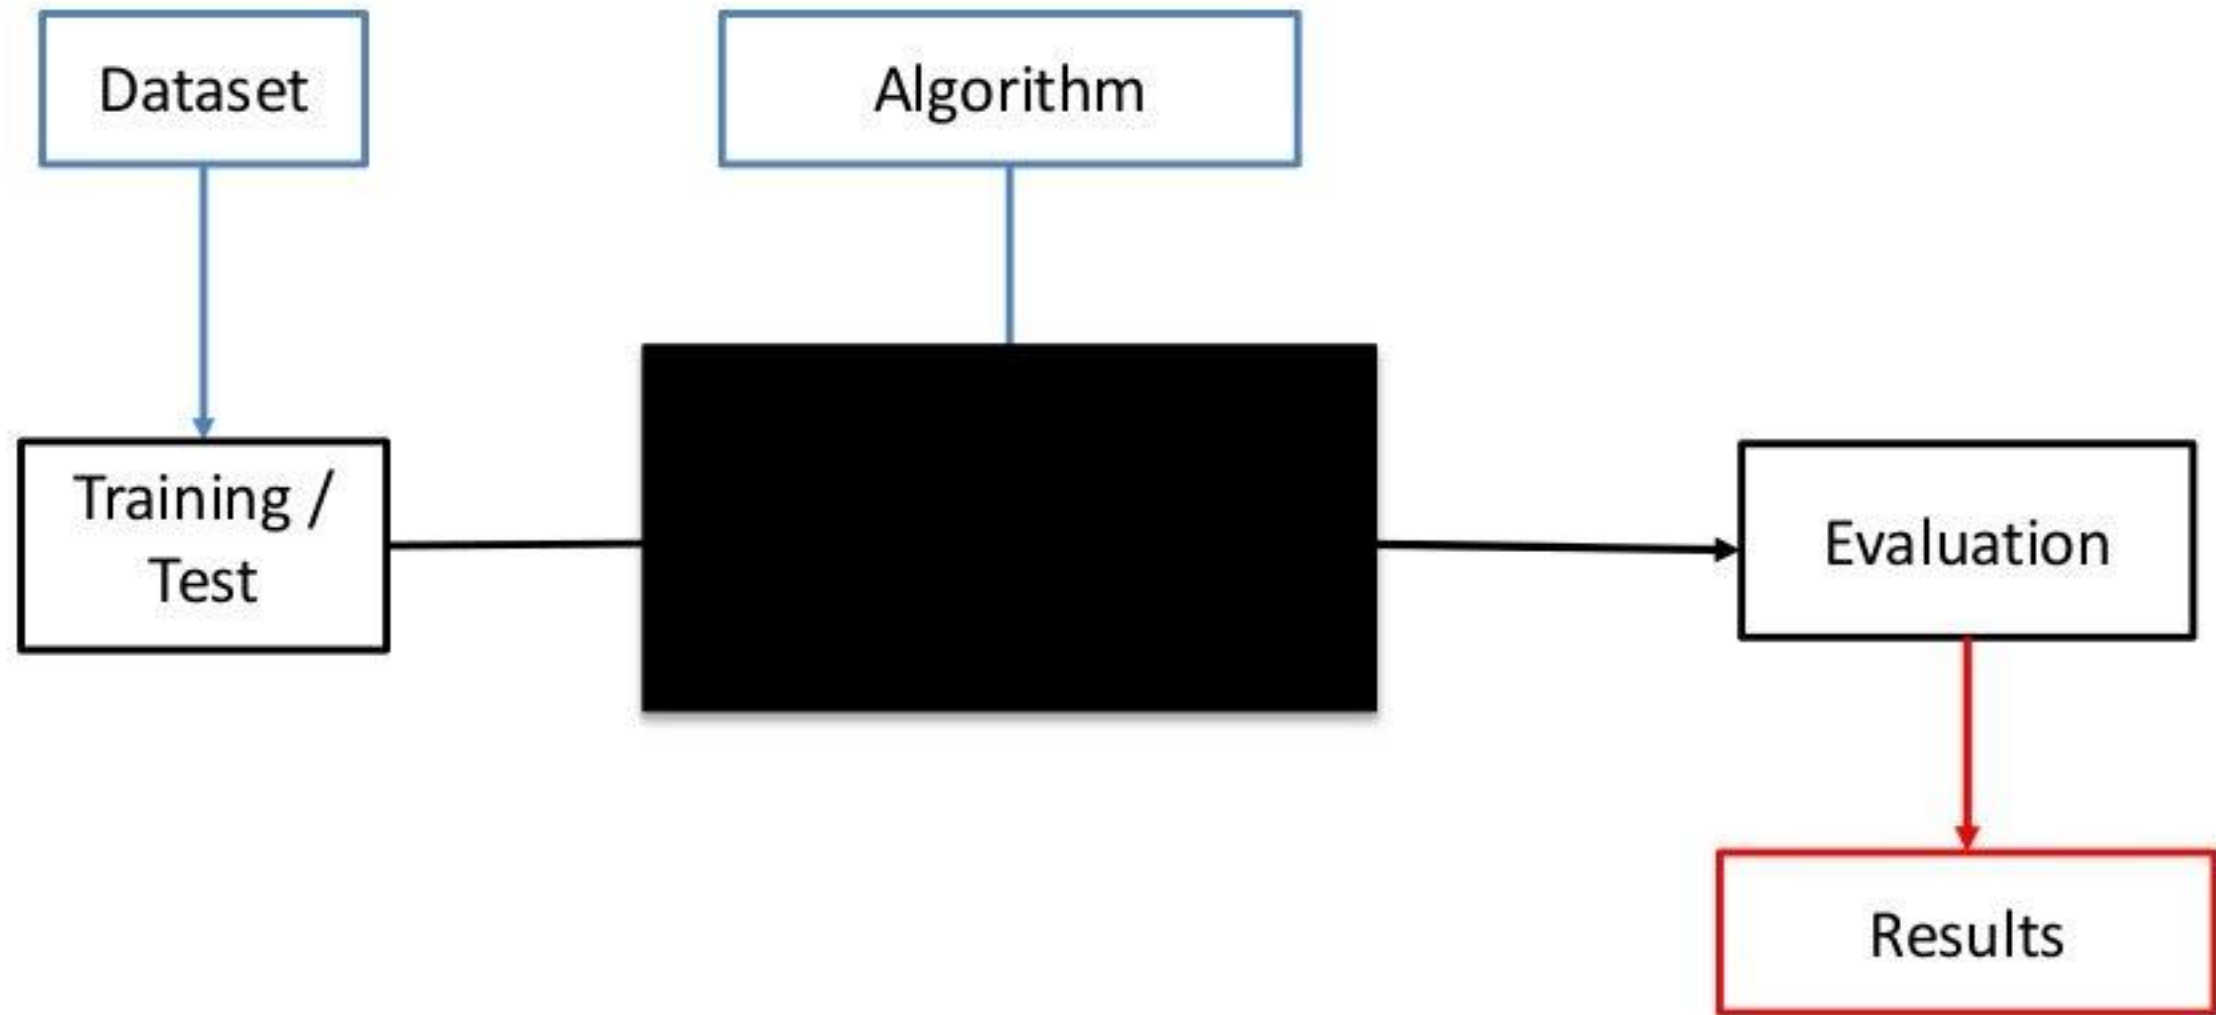 Dataset
Algorithm
Training /
Test
Evaluation
Results